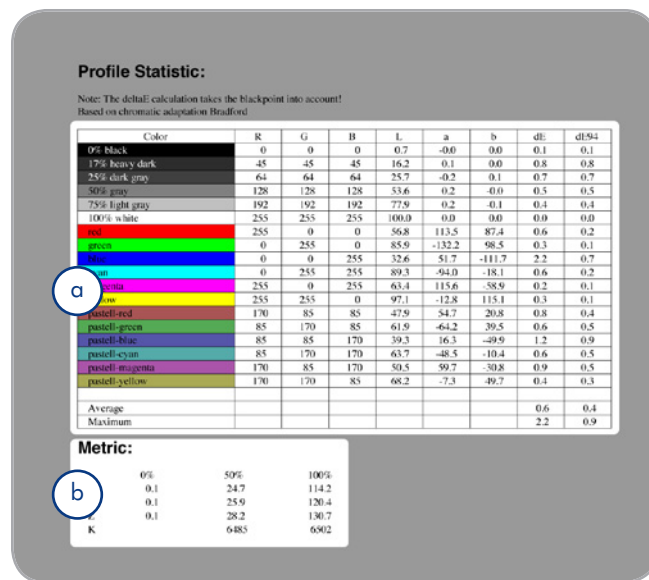 Profile Statistic:
Note: The deltaE calculation takes the blackpoint into account!
Based on chromatic adaptation Bradford
Color R G B L a b dE dE94
0% black 0 0 0 0.7 -0.0 0.0 0.1 0.1
17% heavy dark 45 45 45 16.2 0.1 0.0 0.8 0.8
25% dark gray 64 64 64 25.7 -0.2 0.1 0.7 0.7
50% gray 128 128 128 53.6 0.2 -0.0 0.5 0.5
75% light gray 192 192 192 77.9 0.2 -0.1 0.4 0.4
100% white 255 255 255 100.0 0.0 0.0 0.0 0.0
red 255 0 0 56.8 113.5 87.4 0.6 0.2
green 0 255 0 85.9 -132.2 98.5 0.3 0.1
blue 0 0 255 32.6 51.7 -111.7 2.2 0.7
0 255 255 89.3 -94.0 -18.1 0.6 0.2
a
255 0 255 63.4 115.6 -58.9 0.2 0.1
255 255 0 97.1 -12.8 115.1 0.3 0.1
pastell-red 170 85 85 47.9 54.7 20.8 0.8 0.4
pastell-green 85 170 85 61.9 -64.2 39.5 0.6 0.5
pastell-blue 85 85 170 39.3 16.3 -49.9 1.2 0.9
pastell-cyan 85 170 170 63.7 -48.5 -10.4 0.6 0.5
pastell-magenta 170 85 170 50.5 59.7 -30.8 0.9 0.5
pastell-yellow 170 170 85 68.2 -7.3 49.7 0.4 0.3
Average 0.6 0.4
Maximum 2.2 0.9
Metric:
0% 50% 100%
0.1 24.7 114.2
b
0.1 25.9 120.4
0.1 28.2 130.7
K 6485 6502